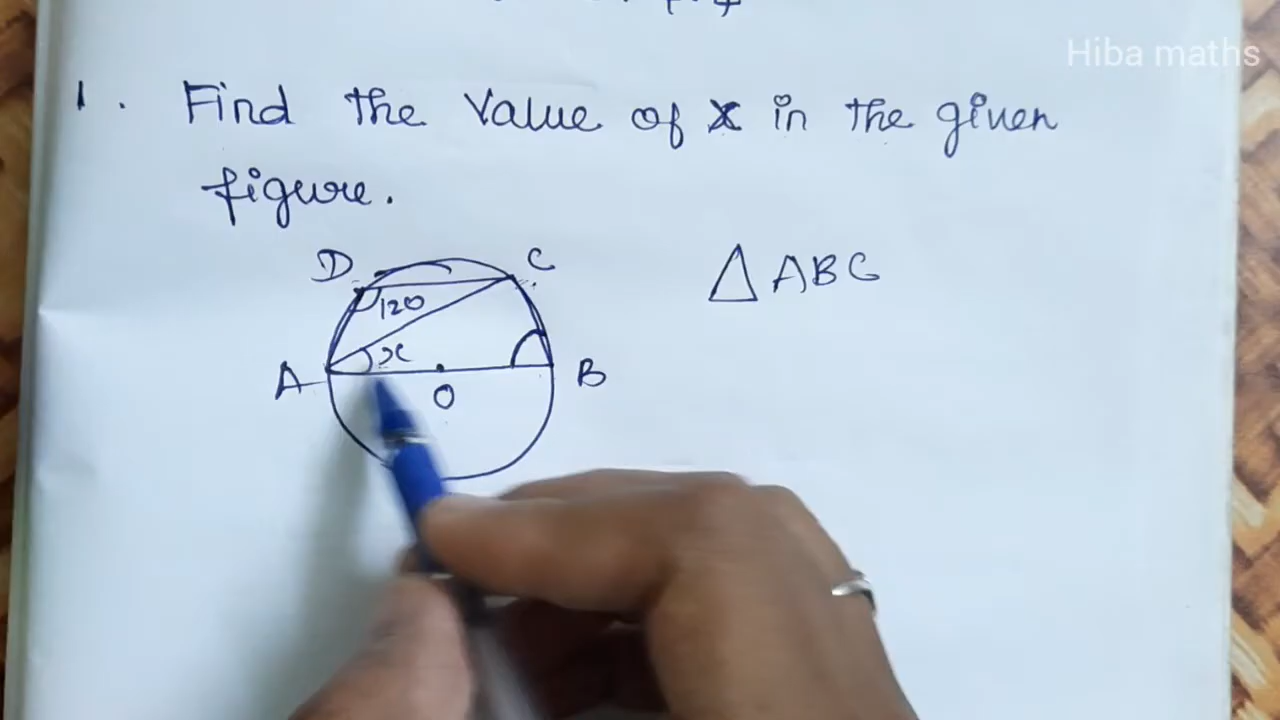 Hiba maths
1. Find the value of x in the given
figure.
D C
△ ABC
120
x
A B
O